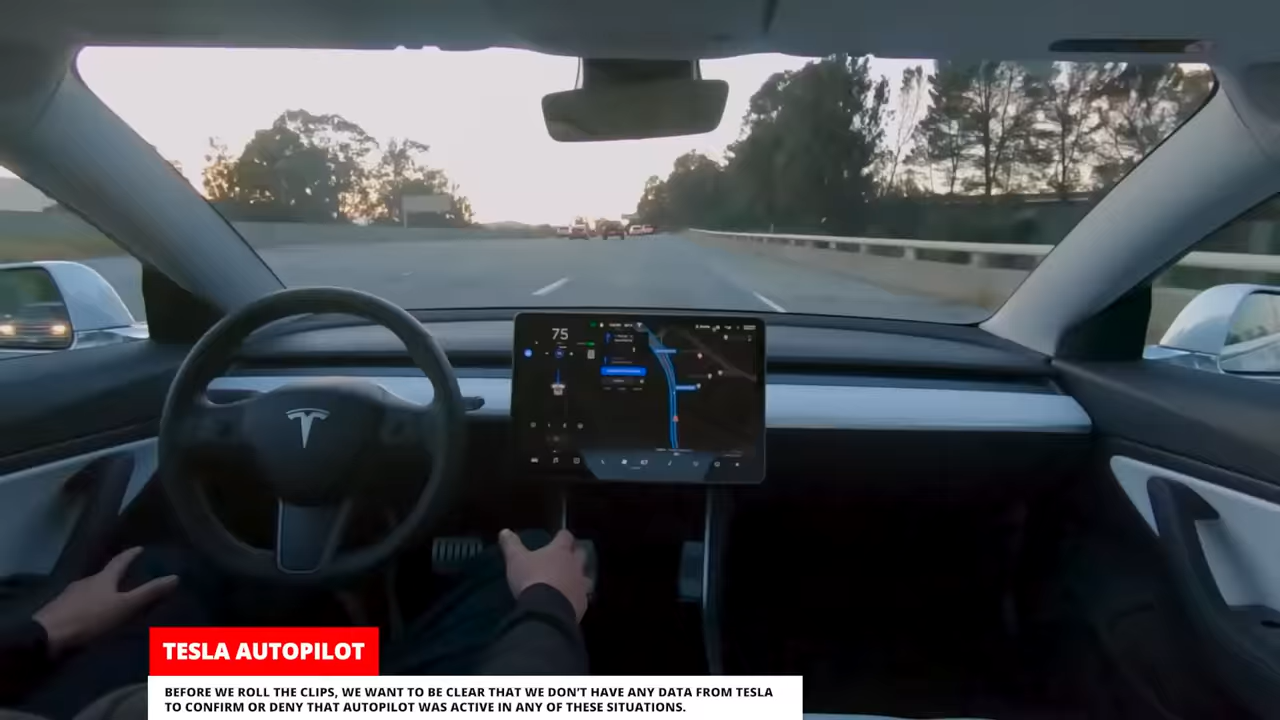 75
TESLA AUTOPILOT
BEFORE WE ROLL THE CLIPS, WE WANT TO BE CLEAR THAT WE DON'T HAVE ANY DATA FROM TESLA
TO CONFIRM OR DENY THAT AUTOPILOT WAS ACTIVE IN ANY OF THESE SITUATIONS.